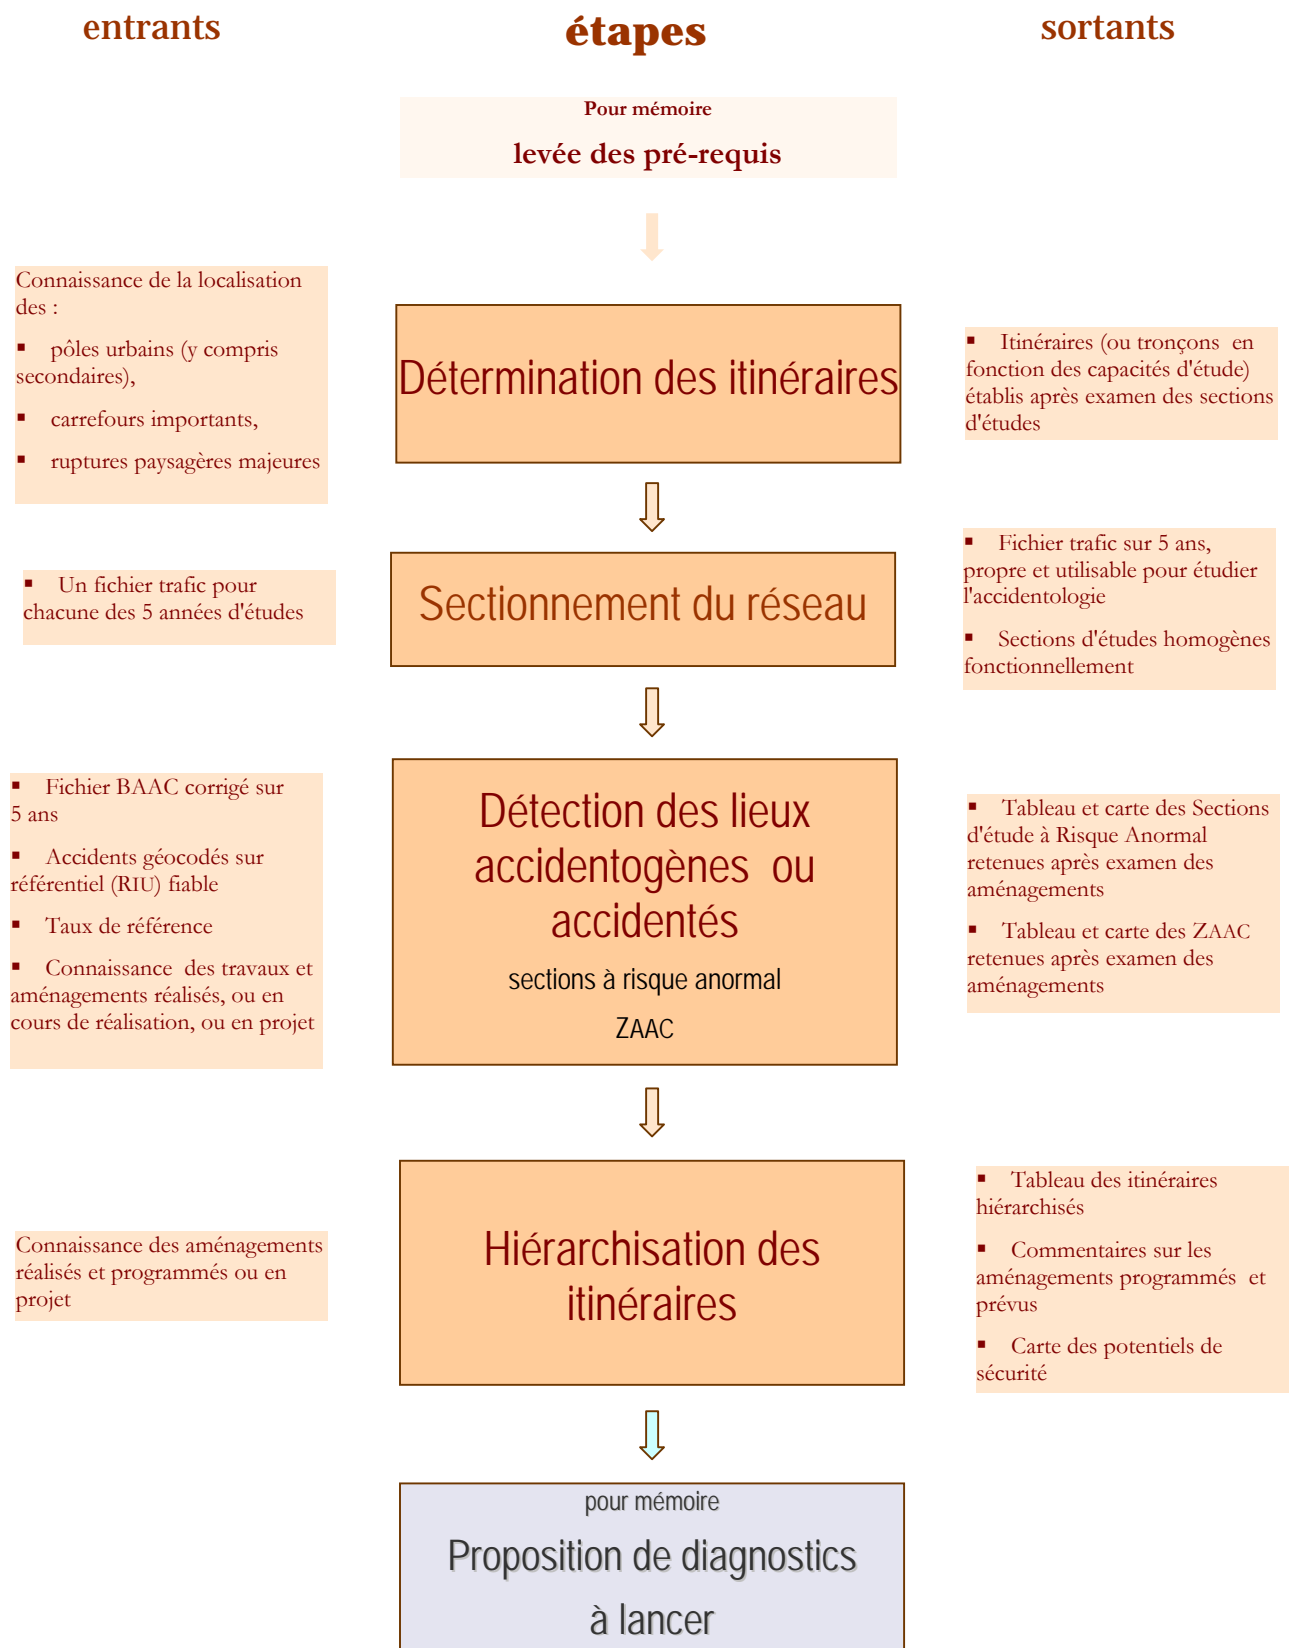 entrants
étapes
sortants
Pour mémoire
levée des pré-requis
Connaissance de la localisation
des :
▪ pôles urbains (y compris
secondaires),
▪ carrefours importants,
▪ ruptures paysagères majeures
Détermination des itinéraires
▪ Itinéraires (ou tronçons en
fonction des capacités d'étude)
établis après examen des sections
d'études
▪ Un fichier trafic pour
chacune des 5 années d'études
Sectionnement du réseau
▪ Fichier trafic sur 5 ans,
propre et utilisable pour étudier
l'accidentologie
▪ Sections d'études homogènes
fonctionnellement
▪ Fichier BAAC corrigé sur
5 ans
▪ Accidents géocodés sur
référentiel (RIU) fiable
▪ Taux de référence
▪ Connaissance des travaux et
aménagements réalisés, ou en
cours de réalisation, ou en projet
Détection des lieux
accidentogènes ou
accidentés
sections à risque anormal
ZAAC
▪ Tableau et carte des Sections
d'étude à Risque Anormal
retenues après examen des
aménagements
▪ Tableau et carte des ZAAC
retenues après examen des
aménagements
Connaissance des aménagements
réalisés et programmés ou en
projet
Hiérarchisation des
itinéraires
▪ Tableau des itinéraires
hiérarchisés
▪ Commentaires sur les
aménagements programmés et
prévus
▪ Carte des potentiels de
sécurité
pour mémoire
Proposition de diagnostics
à lancer